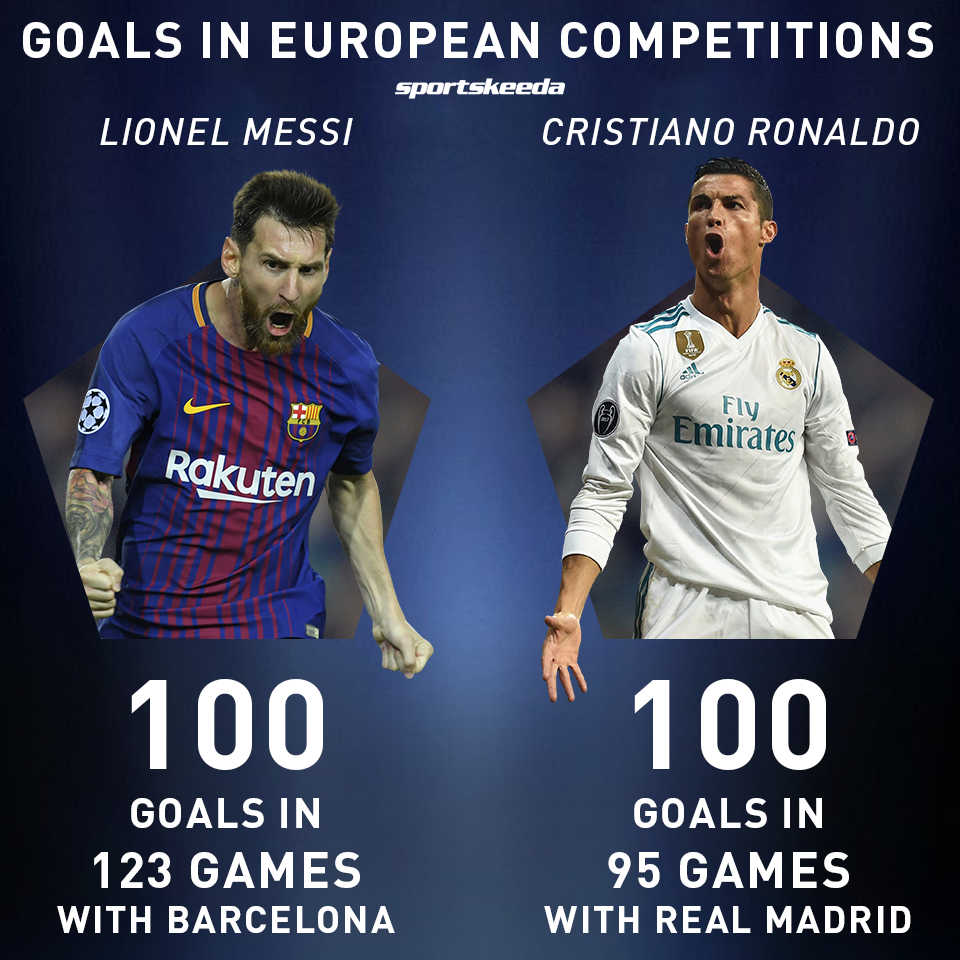 GOALS IN EUROPEAN COMPETITIONS
sportskeeda
LIONEL MESSI
CRISTIANO RONALDO
Rakuten
Fly
Emirates
adidas
100
GOALS IN
123 GAMES
WITH BARCELONA
100
GOALS IN
95 GAMES
WITH REAL MADRID